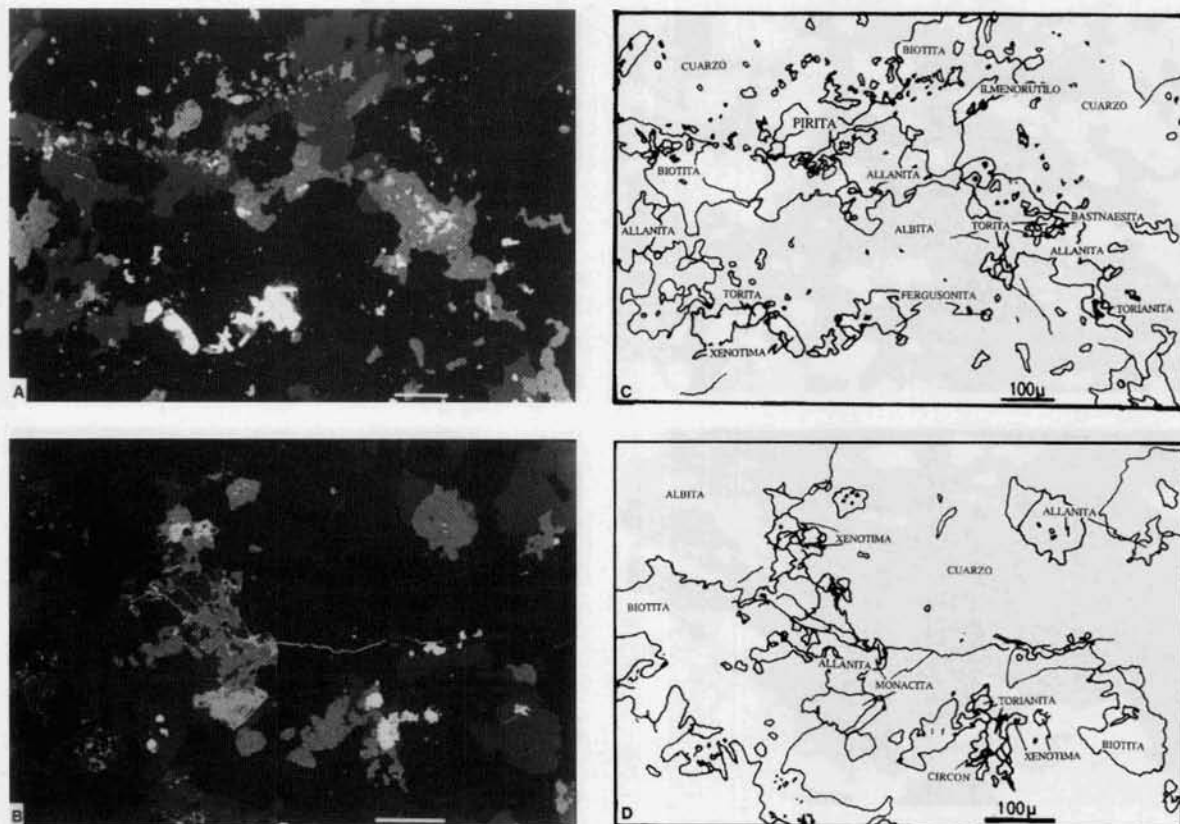 A
CUARZO
BIOTITA
ILMENORUTILO
CUARZO
PIRITA
BIOTITA
ALLANITA
BASTNAESITA
ALLANITA
ALBITA
TORITA
ALLANITA
TORITA
FERGUSONITA
TORIANITA
XENOTIMA
C
100µ
B
ALBITA
ALLANITA
XENOTIMA
CUARZO
BIOTITA
ALLANITA
MONACITA
TORIANITA
XENOTIMA
BIOTITA
CIRCON
D
100µ